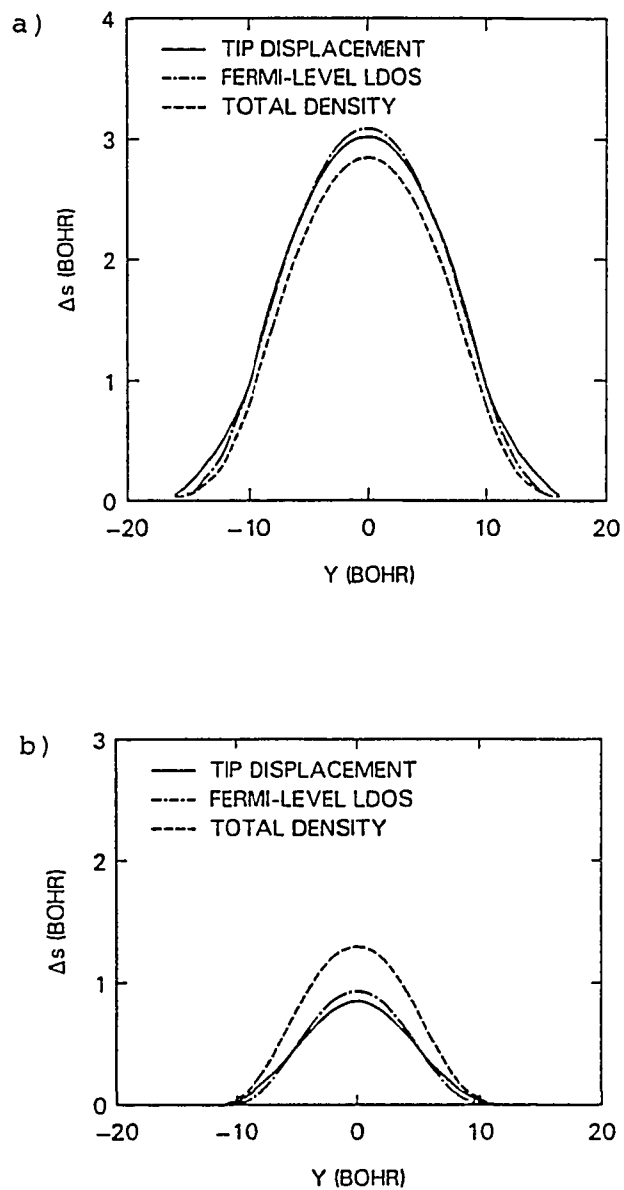 a)
4
TIP DISPLACEMENT
FERMI-LEVEL LDOS
TOTAL DENSITY
3
2
1
0
Δs (BOHR)
−20 −10 0 10 20
Y (BOHR)
b)
3
TIP DISPLACEMENT
FERMI-LEVEL LDOS
TOTAL DENSITY
2
1
0
Δs (BOHR)
−20 −10 0 10 20
Y (BOHR)